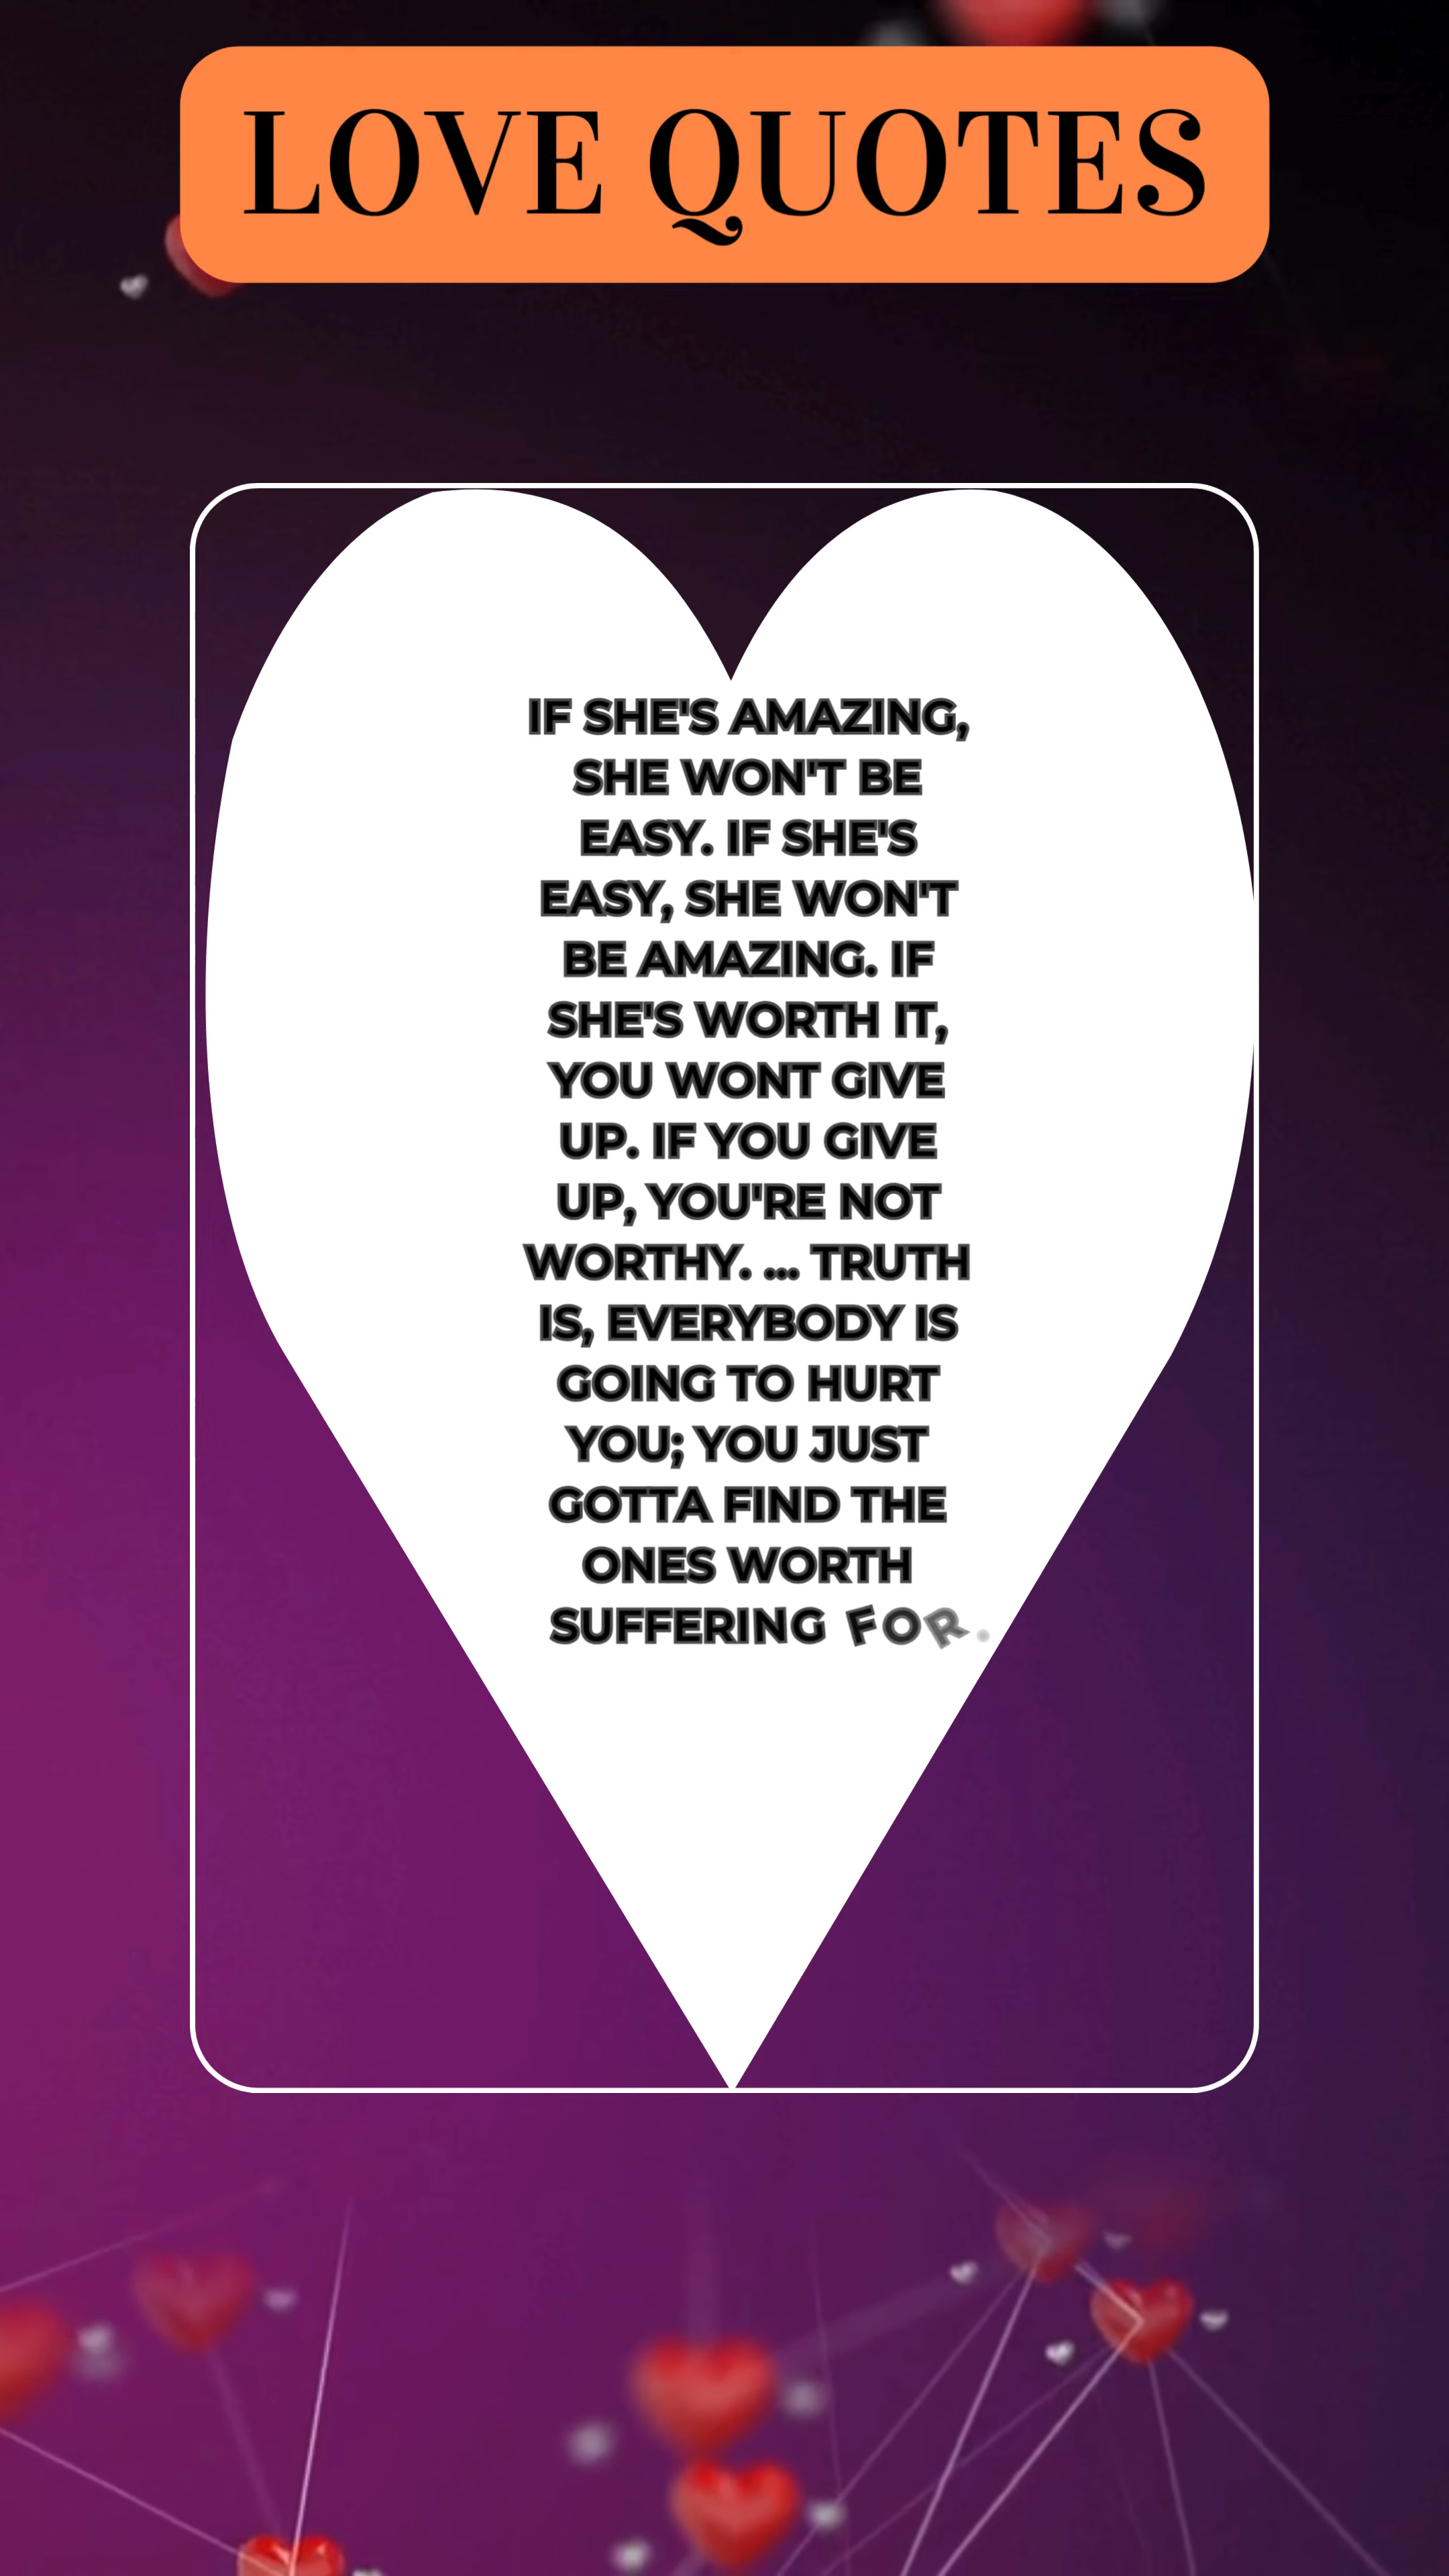 LOVE QUOTES
IF SHE'S AMAZING,
SHE WON'T BE
EASY. IF SHE'S
EASY, SHE WON'T
BE AMAZING. IF
SHE'S WORTH IT,
YOU WONT GIVE
UP. IF YOU GIVE
UP, YOU'RE NOT
WORTHY. ... TRUTH
IS, EVERYBODY IS
GOING TO HURT
YOU; YOU JUST
GOTTA FIND THE
ONES WORTH
SUFFERING FOR.